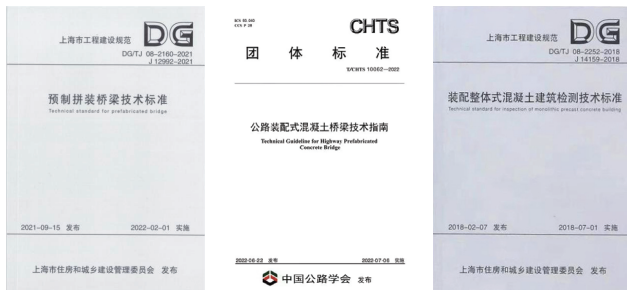 上海市工程建设规范
DG
DG/TJ 08-2160-2021
J 12992-2021
预制拼装桥梁技术标准
Technical standard for prefabricated bridge
2021-09-15 发布
2022-02-01 实施
上海市住房和城乡建设管理委员会 发布
ICS 93.040
CCS P 28
CHTS
团体标准
T/CHTS 10062—2022
公路装配式混凝土桥梁技术指南
Technical Guideline for Highway Prefabricated
Concrete Bridge
2022-06-22 发布
2022-07-06 实施
中国公路学会 发布
上海市工程建设规范
DG
DG/TJ 08-2252-2018
J 14159-2018
装配整体式混凝土建筑检测技术标准
Technical standard for inspection of monolithic precast concrete building
2018-02-07 发布
2018-07-01 实施
上海市住房和城乡建设管理委员会 发布